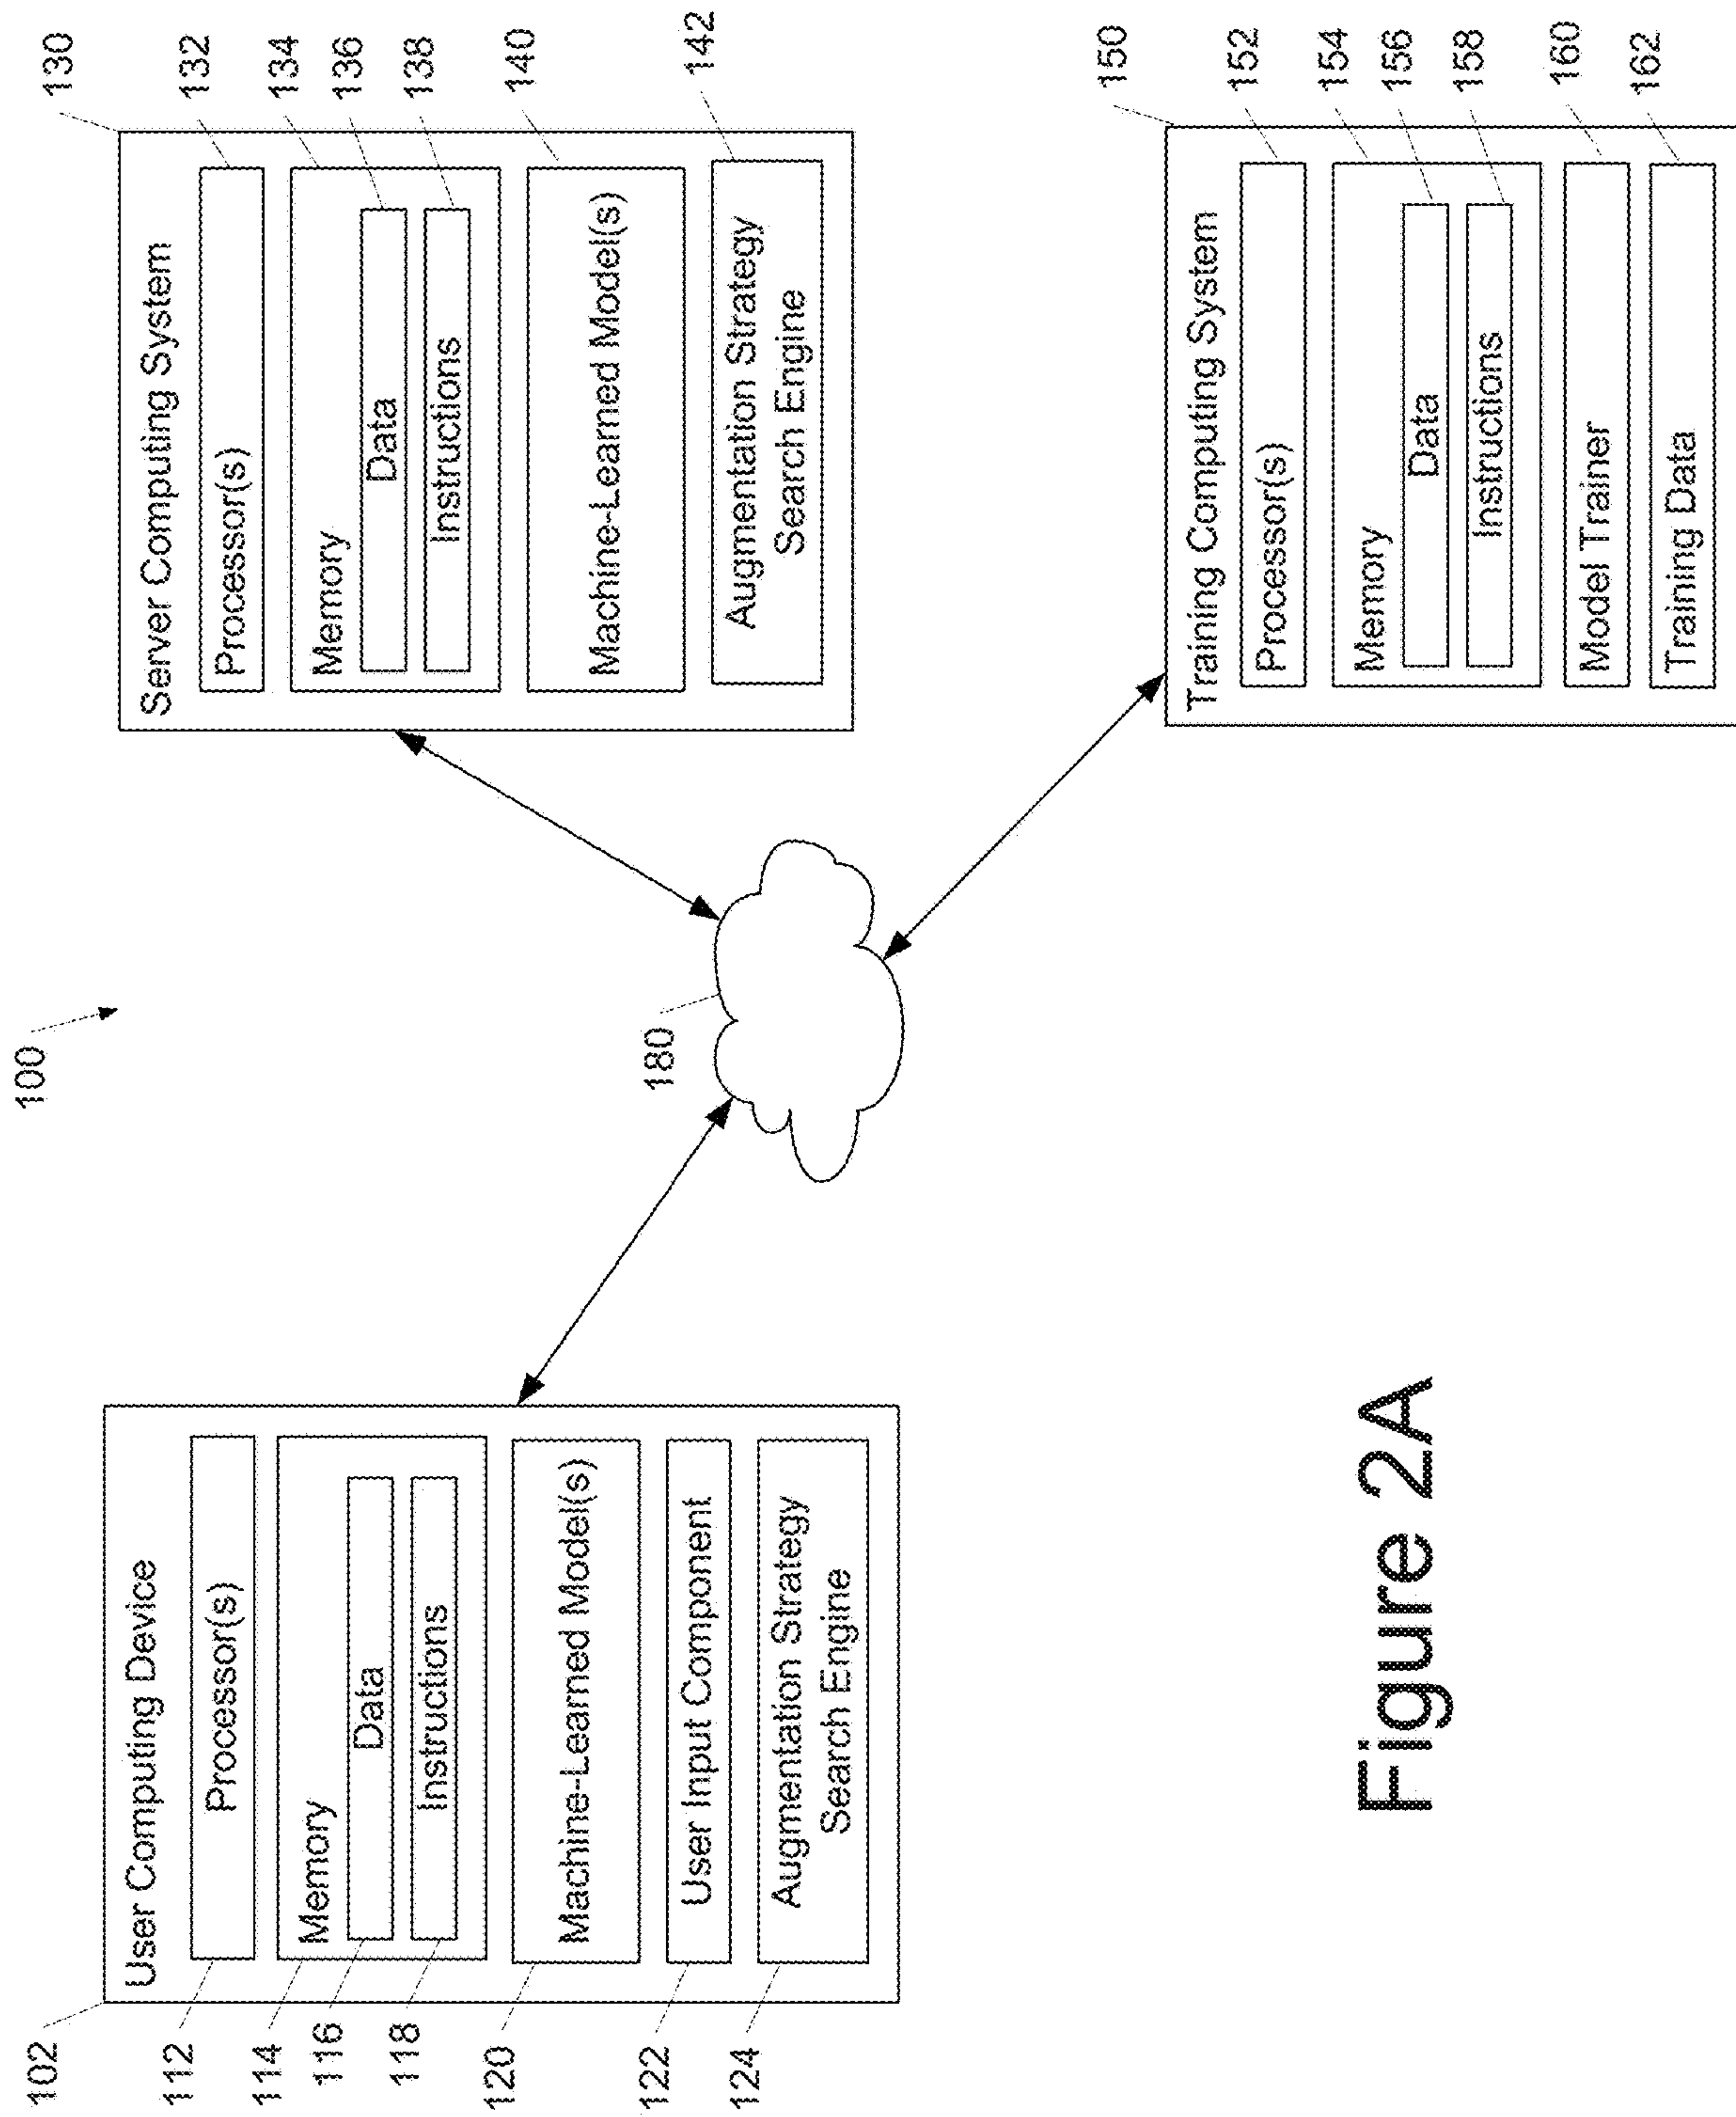 100
102
User Computing Device
112
Processor(s)
114
Memory
116
Data
118
Instructions
120
Machine-Learned Model(s)
122
User Input Component
124
Augmentation Strategy
Search Engine
180
130
Server Computing System
132
Processor(s)
134
Memory
136
Data
138
Instructions
140
Machine-Learned Model(s)
142
Augmentation Strategy
Search Engine
150
Training Computing System
152
Processor(s)
154
Memory
156
Data
158
Instructions
160
Model Trainer
162
Training Data
Figure 2A